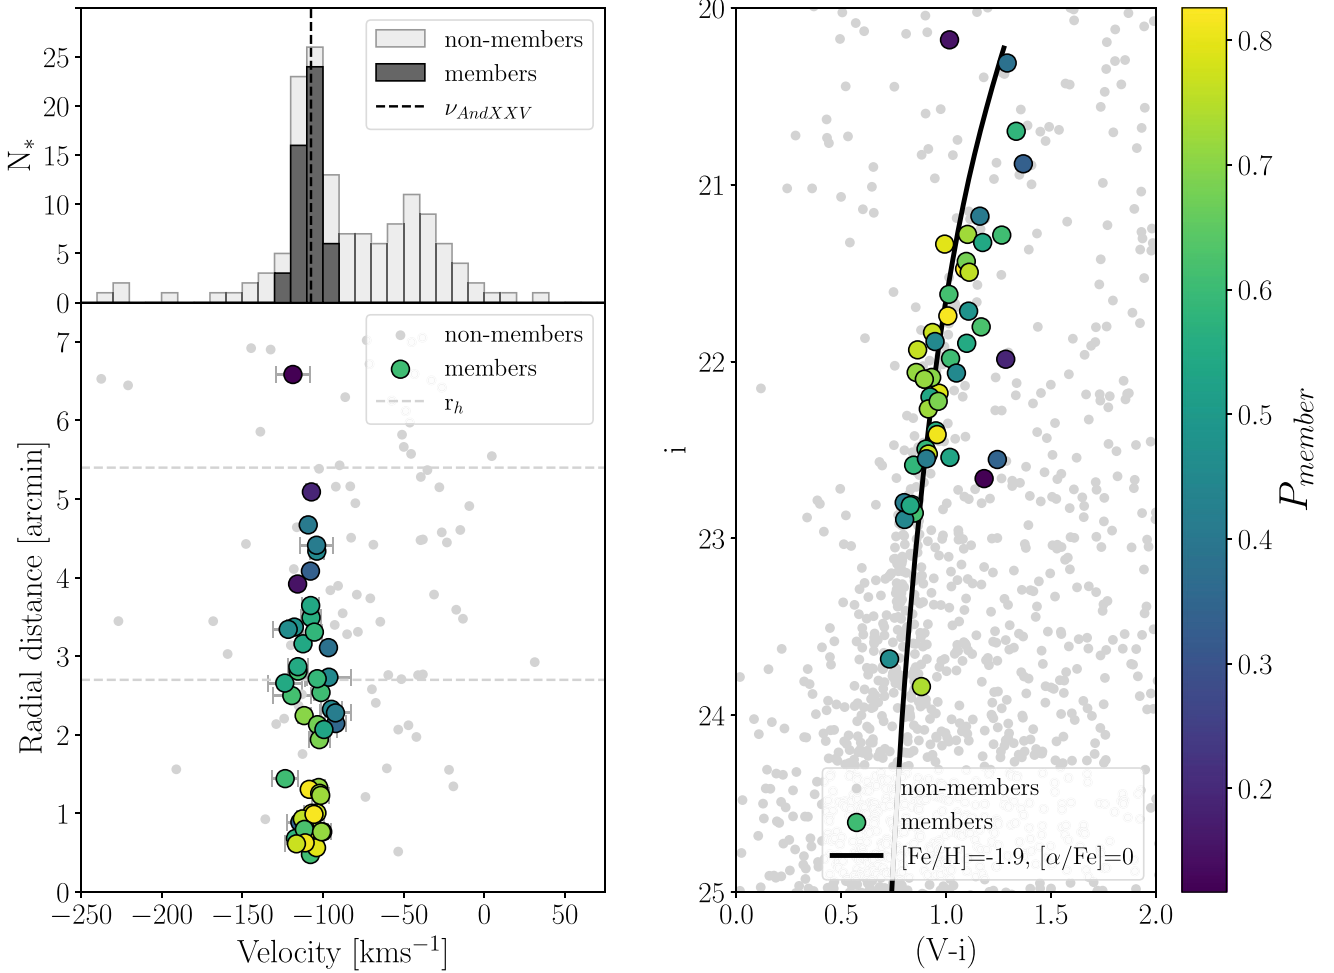 25
20
15
10
5
0
N*
non-members
members
ν_AndXXV
7
6
5
4
3
2
1
0
Radial distance [arcmin]
non-members
members
r_h
−250 −200 −150 −100 −50 0 50
Velocity [kms⁻¹]
20
21
22
23
24
25
i
non-members
members
[Fe/H]=-1.9, [α/Fe]=0
0.0 0.5 1.0 1.5 2.0
(V-i)
0.8
0.7
0.6
0.5
0.4
0.3
0.2
P_member